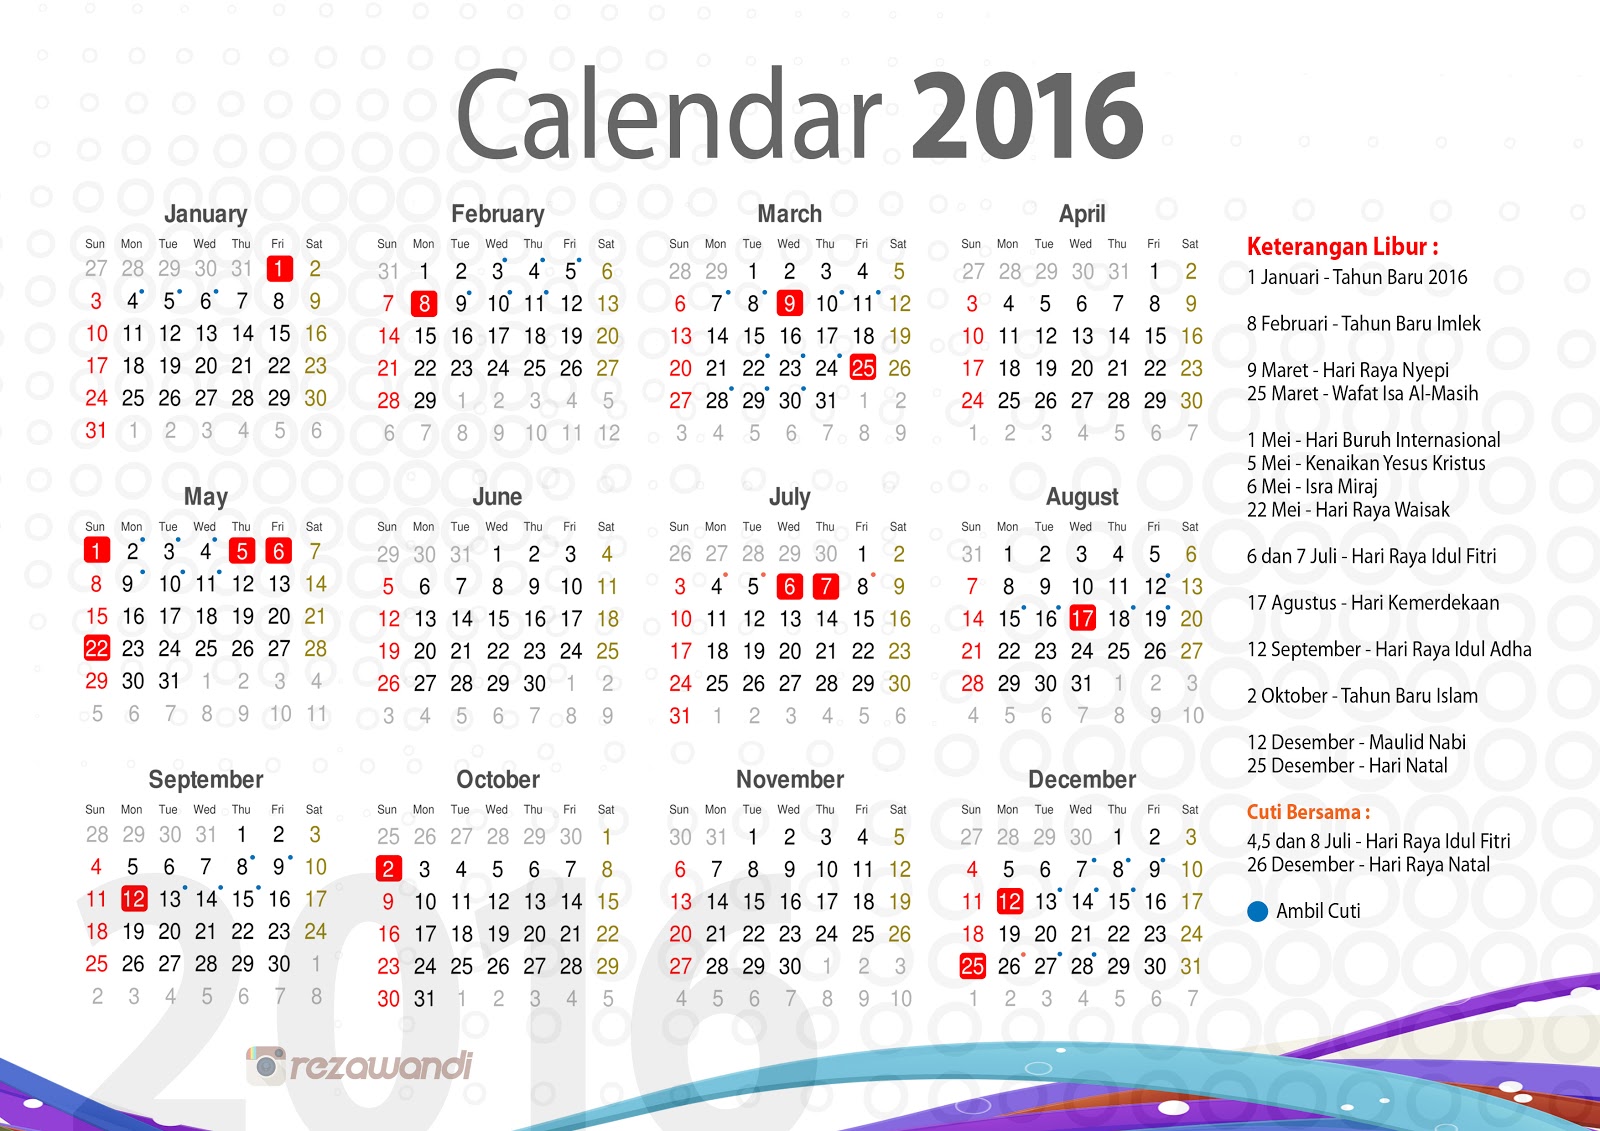 Calendar 2016
January
Sun Mon Tue Wed Thu Fri Sat
27 28 29 30 31 1 2
3 4 5 6 7 8 9
10 11 12 13 14 15 16
17 18 19 20 21 22 23
24 25 26 27 28 29 30
31 1 2 3 4 5 6
February
Sun Mon Tue Wed Thu Fri Sat
31 1 2 3 4 5 6
7 8 9 10 11 12 13
14 15 16 17 18 19 20
21 22 23 24 25 26 27
28 29 1 2 3 4 5
6 7 8 9 10 11 12
March
Sun Mon Tue Wed Thu Fri Sat
28 29 1 2 3 4 5
6 7 8 9 10 11 12
13 14 15 16 17 18 19
20 21 22 23 24 25 26
27 28 29 30 31 1 2
3 4 5 6 7 8 9
April
Sun Mon Tue Wed Thu Fri Sat
27 28 29 30 31 1 2
3 4 5 6 7 8 9
10 11 12 13 14 15 16
17 18 19 20 21 22 23
24 25 26 27 28 29 30
1 2 3 4 5 6 7
May
Sun Mon Tue Wed Thu Fri Sat
1 2 3 4 5 6 7
8 9 10 11 12 13 14
15 16 17 18 19 20 21
22 23 24 25 26 27 28
29 30 31 1 2 3 4
5 6 7 8 9 10 11
June
Sun Mon Tue Wed Thu Fri Sat
29 30 31 1 2 3 4
5 6 7 8 9 10 11
12 13 14 15 16 17 18
19 20 21 22 23 24 25
26 27 28 29 30 1 2
3 4 5 6 7 8 9
July
Sun Mon Tue Wed Thu Fri Sat
26 27 28 29 30 1 2
3 4 5 6 7 8 9
10 11 12 13 14 15 16
17 18 19 20 21 22 23
24 25 26 27 28 29 30
31 1 2 3 4 5 6
August
Sun Mon Tue Wed Thu Fri Sat
31 1 2 3 4 5 6
7 8 9 10 11 12 13
14 15 16 17 18 19 20
21 22 23 24 25 26 27
28 29 30 31 1 2 3
4 5 6 7 8 9 10
September
Sun Mon Tue Wed Thu Fri Sat
28 29 30 31 1 2 3
4 5 6 7 8 9 10
11 12 13 14 15 16 17
18 19 20 21 22 23 24
25 26 27 28 29 30 1
2 3 4 5 6 7 8
October
Sun Mon Tue Wed Thu Fri Sat
25 26 27 28 29 30 1
2 3 4 5 6 7 8
9 10 11 12 13 14 15
16 17 18 19 20 21 22
23 24 25 26 27 28 29
30 31 1 2 3 4 5
November
Sun Mon Tue Wed Thu Fri Sat
30 31 1 2 3 4 5
6 7 8 9 10 11 12
13 14 15 16 17 18 19
20 21 22 23 24 25 26
27 28 29 30 1 2 3
4 5 6 7 8 9 10
December
Sun Mon Tue Wed Thu Fri Sat
27 28 29 30 1 2 3
4 5 6 7 8 9 10
11 12 13 14 15 16 17
18 19 20 21 22 23 24
25 26 27 28 29 30 31
1 2 3 4 5 6 7
Keterangan Libur :
1 Januari - Tahun Baru 2016
8 Februari - Tahun Baru Imlek
9 Maret - Hari Raya Nyepi
25 Maret - Wafat Isa Al-Masih
1 Mei - Hari Buruh Internasional
5 Mei - Kenaikan Yesus Kristus
6 Mei - Isra Miraj
22 Mei - Hari Raya Waisak
6 dan 7 Juli - Hari Raya Idul Fitri
17 Agustus - Hari Kemerdekaan
12 September - Hari Raya Idul Adha
2 Oktober - Tahun Baru Islam
12 Desember - Maulid Nabi
25 Desember - Hari Natal
Cuti Bersama :
4,5 dan 8 Juli - Hari Raya Idul Fitri
26 Desember - Hari Raya Natal
Ambil Cuti
2016
rezawandi